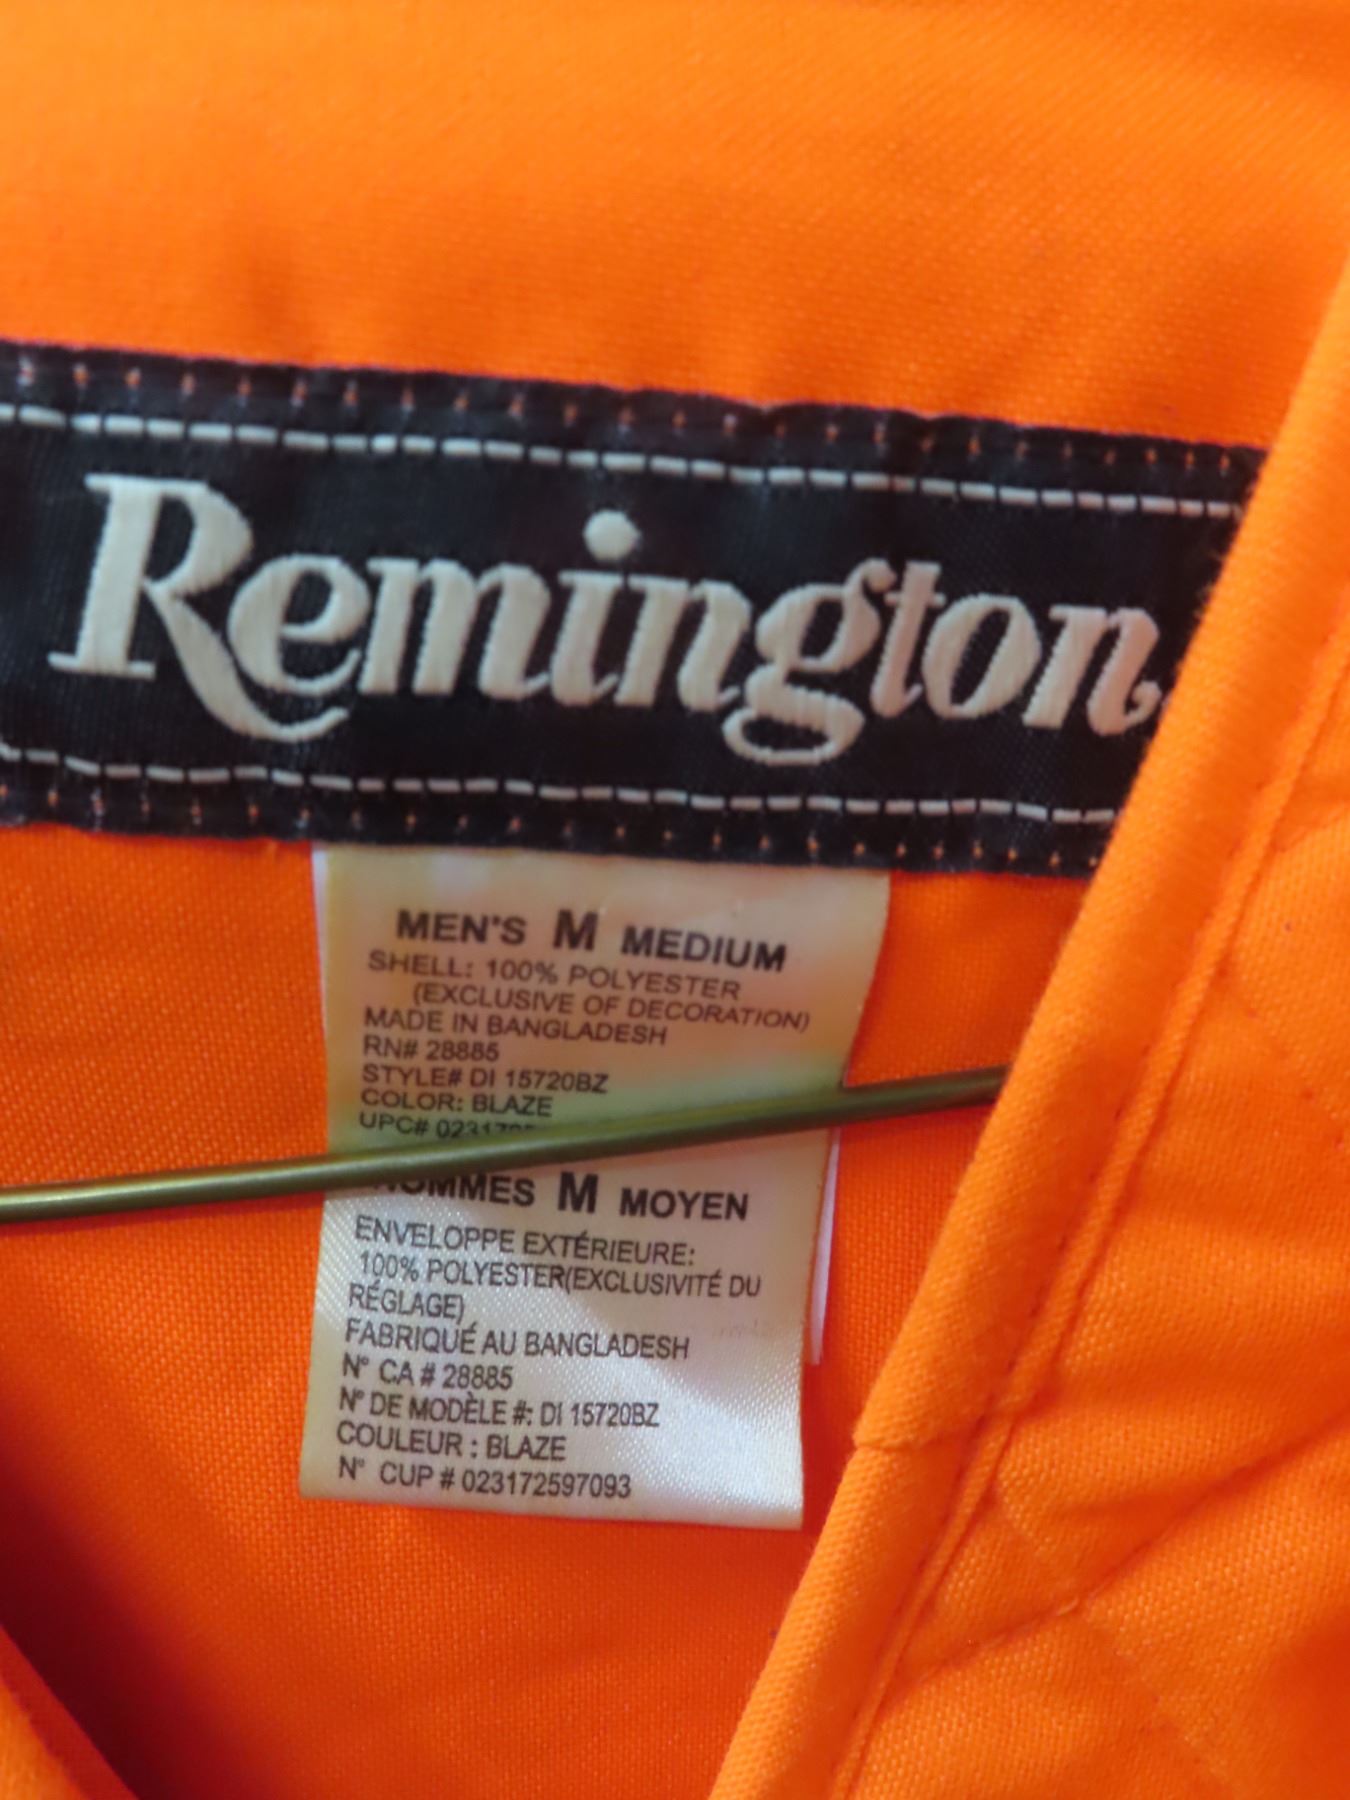 Remington
MEN'S M MEDIUM
SHELL: 100% POLYESTER
(EXCLUSIVE OF DECORATION)
MADE IN BANGLADESH
RN# 28885
STYLE# DI 15720BZ
COLOR: BLAZE
UPC#
HOMMES M MOYEN
ENVELOPPE EXTÉRIEURE:
100% POLYESTER(EXCLUSIVITÉ DU
RÉGLAGE)
FABRIQUÉ AU BANGLADESH
N° CA # 28885
N° DE MODÈLE #: DI 15720BZ
COULEUR : BLAZE
N° CUP # 023172597093